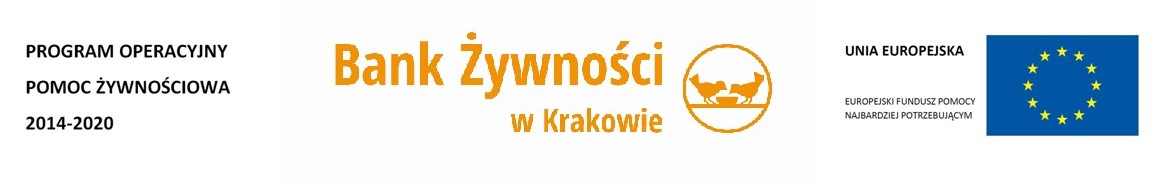 PROGRAM OPERACYJNY
POMOC ŻYWNOŚCIOWA
2014-2020
Bank Żywności
w Krakowie
UNIA EUROPEJSKA
EUROPEJSKI FUNDUSZ POMOCY
NAJBARDZIEJ POTRZEBUJĄCYM